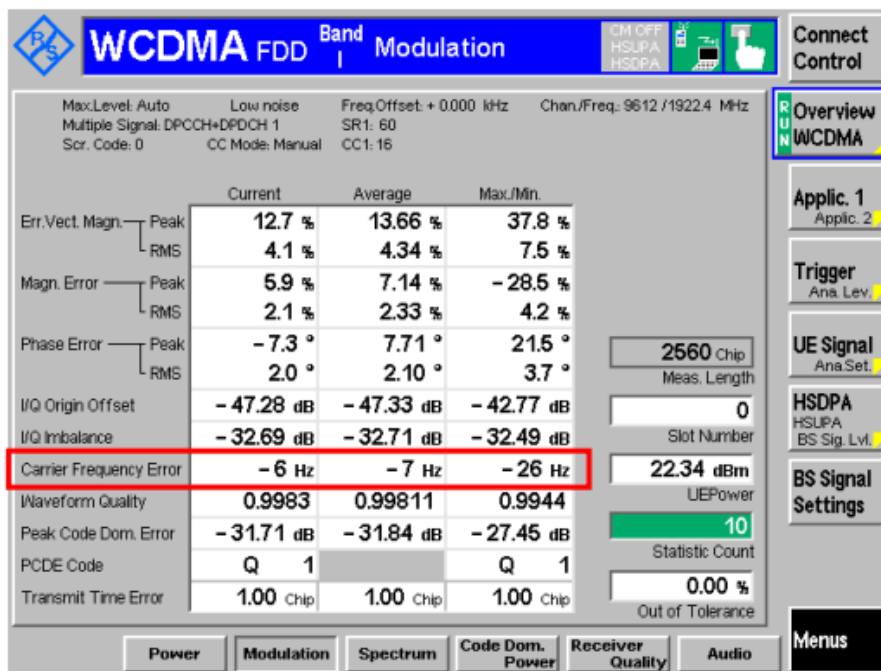 R&S
WCDMA FDD Band I Modulation
CM OFF
HSUPA
HSDPA
Connect Control
Max.Level: Auto Low noise Freq.Offset: + 0.000 kHz Chan./Freq.: 9612 / 1922.4 MHz
Multiple Signal: DPCCH+DPDCH 1 SR1: 60
Scr. Code: 0 CC Mode: Manual CC1: 16
RUN
Overview WCDMA
Current Average Max./Min.
Err.Vect. Magn. Peak 12.7 % 13.66 % 37.8 %
RMS 4.1 % 4.34 % 7.5 %
Magn. Error Peak 5.9 % 7.14 % – 28.5 %
RMS 2.1 % 2.33 % 4.2 %
Phase Error Peak – 7.3 ° 7.71 ° 21.5 °
RMS 2.0 ° 2.10 ° 3.7 °
I/Q Origin Offset – 47.28 dB – 47.33 dB – 42.77 dB
I/Q Imbalance – 32.69 dB – 32.71 dB – 32.49 dB
Carrier Frequency Error – 6 Hz – 7 Hz – 26 Hz
Waveform Quality 0.9983 0.99811 0.9944
Peak Code Dom. Error – 31.71 dB – 31.84 dB – 27.45 dB
PCDE Code Q 1 Q 1
Transmit Time Error 1.00 Chip 1.00 Chip 1.00 Chip
2560 Chip
Meas. Length
0
Slot Number
22.34 dBm
UEPower
10
Statistic Count
0.00 %
Out of Tolerance
Applic. 1
Applic. 2
Trigger
Ana. Lev.
UE Signal
Ana.Set.
HSDPA
HSUPA
BS Sig. Lvl.
BS Signal
Settings
Menus
Power Modulation Spectrum Code Dom. Power Receiver Quality Audio